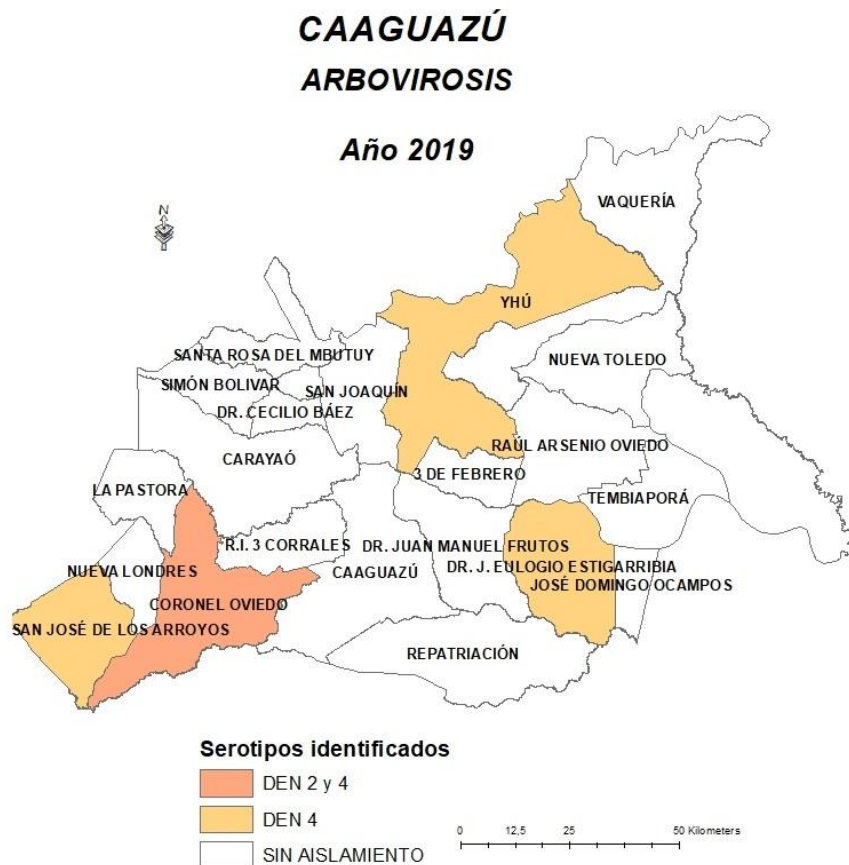 CAAGUAZÚ
ARBOVIROSIS
Año 2019
N
VAQUERÍA
YHÚ
SANTA ROSA DEL MBUTUY
NUEVA TOLEDO
SIMÓN BOLIVAR
SAN JOAQUÍN
DR. CECILIO BÁEZ
RAÚL ARSENIO OVIEDO
CARAYAÓ
3 DE FEBRERO
LA PASTORA
TEMBIAPORÁ
R.I. 3 CORRALES
DR. JUAN MANUEL FRUTOS
NUEVA LONDRES
CAAGUAZÚ
DR. J. EULOGIO ESTIGARRIBIA
JOSÉ DOMINGO OCAMPOS
CORONEL OVIEDO
SAN JOSÉ DE LOS ARROYOS
REPATRIACIÓN
Serotipos identificados
DEN 2 y 4
DEN 4
SIN AISLAMIENTO
0 12,5 25 50 Kilometers